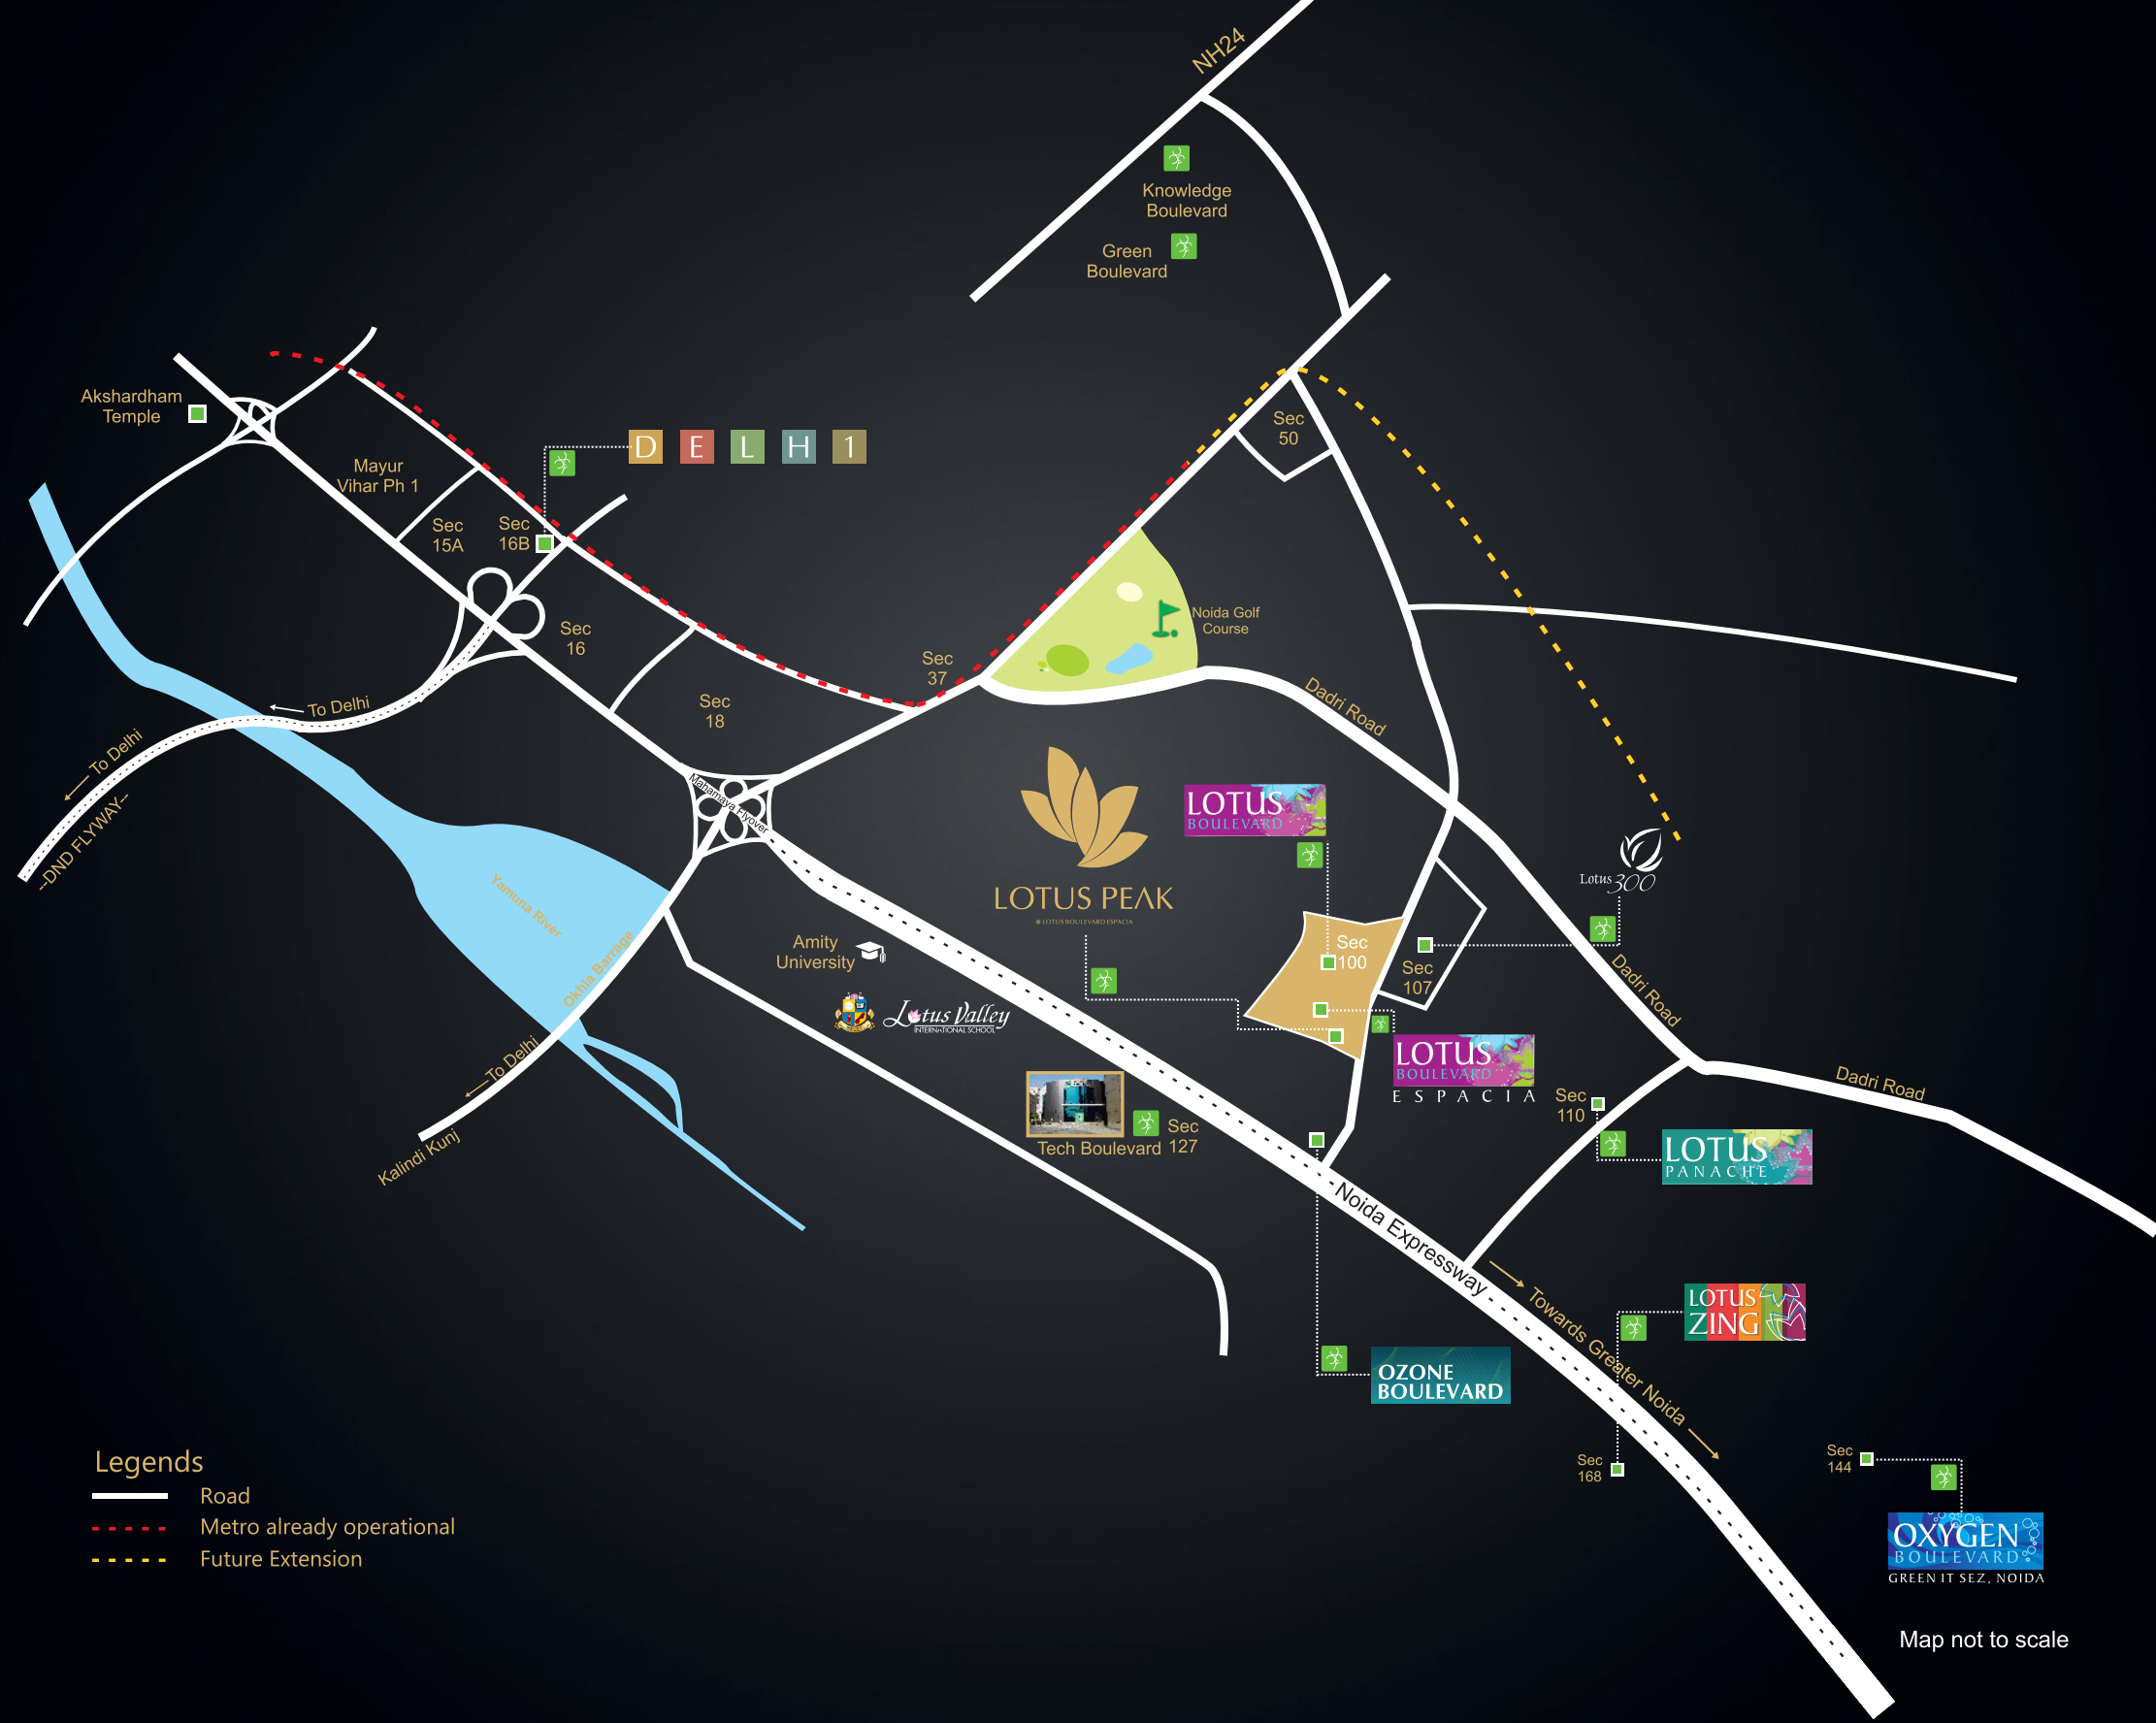 NH24
Knowledge
Boulevard
Green
Boulevard
Akshardham
Temple
D E L H 1
Sec
50
Mayur
Vihar Ph 1
Sec
15A
Sec
16B
Sec
16
Noida Golf
Course
Sec
37
Sec
18
Dadri Road
To Delhi
To Delhi
--DND FLYWAY--
Mahamaya Flyover
LOTUS
BOULEVARD
LOTUS PEAK
@ LOTUS BOULEVARD ESPACIA
Lotus 300
Yamuna River
Okhla Barrage
Amity
University
Sec
100
Sec
107
Dadri Road
Lotus Valley
INTERNATIONAL SCHOOL
To Delhi
Kalindi Kunj
LOTUS
BOULEVARD
ESPACIA
Sec
110
Dadri Road
Tech Boulevard
Sec
127
LOTUS
PANACHE
Noida Expressway
Towards Greater Noida
LOTUS
ZING
OZONE
BOULEVARD
Sec
168
Sec
144
OXYGEN
BOULEVARD
GREEN IT SEZ, NOIDA
Legends
Road
Metro already operational
Future Extension
Map not to scale